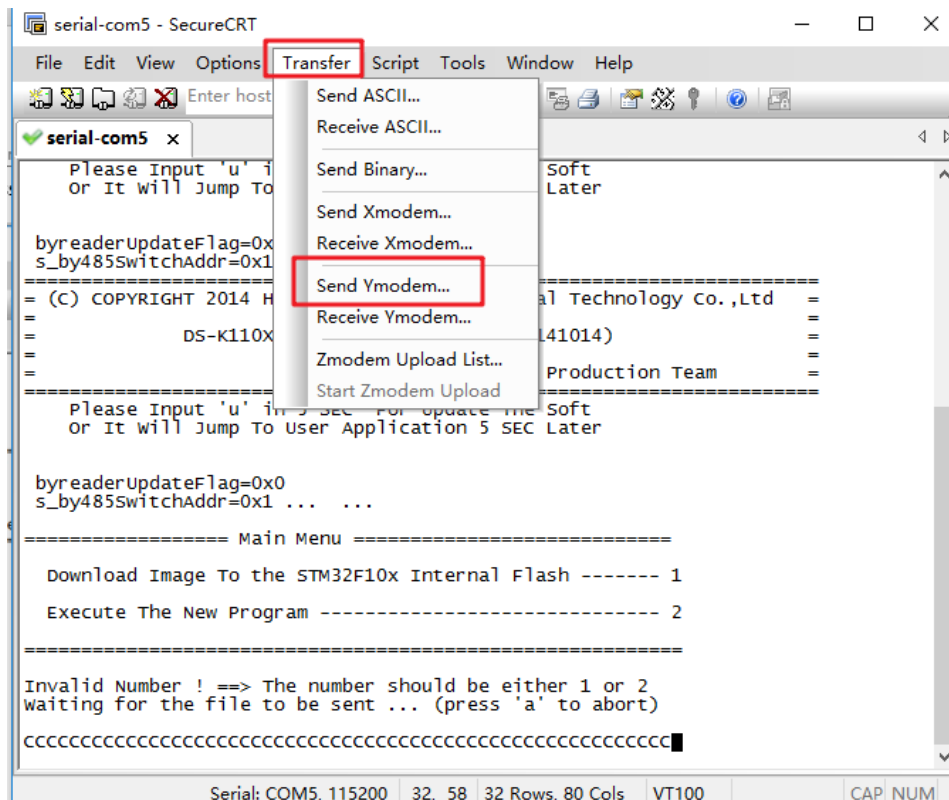 serial-com5 - SecureCRT
File Edit View Options Transfer Script Tools Window Help
Enter host
serial-com5 x
Send ASCII...
Receive ASCII...
Send Binary...
Send Xmodem...
Receive Xmodem...
Send Ymodem...
Receive Ymodem...
Zmodem Upload List...
Start Zmodem Upload
Please Input 'u' i Soft
Or It Will Jump To Later
byreaderUpdateFlag=0x
s_by485SwitchAddr=0x1
=
= (C) COPYRIGHT 2014 H al Technology Co.,Ltd =
= =
= DS-K110X 141014) =
= =
= Production Team =
Please Input 'u' in 5 SEC For Update The Soft
Or It Will Jump To User Application 5 SEC Later
byreaderUpdateFlag=0x0
s_by485SwitchAddr=0x1 ... ...
================== Main Menu ============================
Download Image To the STM32F10x Internal Flash ------- 1
Execute The New Program ------------------------------ 2
==========================================================
Invalid Number ! ==> The number should be either 1 or 2
Waiting for the file to be sent ... (press 'a' to abort)
CCCCCCCCCCCCCCCCCCCCCCCCCCCCCCCCCCCCCCCCCCCCCCCCCCCCCCCCC
Serial: COM5, 115200 32, 58 32 Rows, 80 Cols VT100 CAP NUM